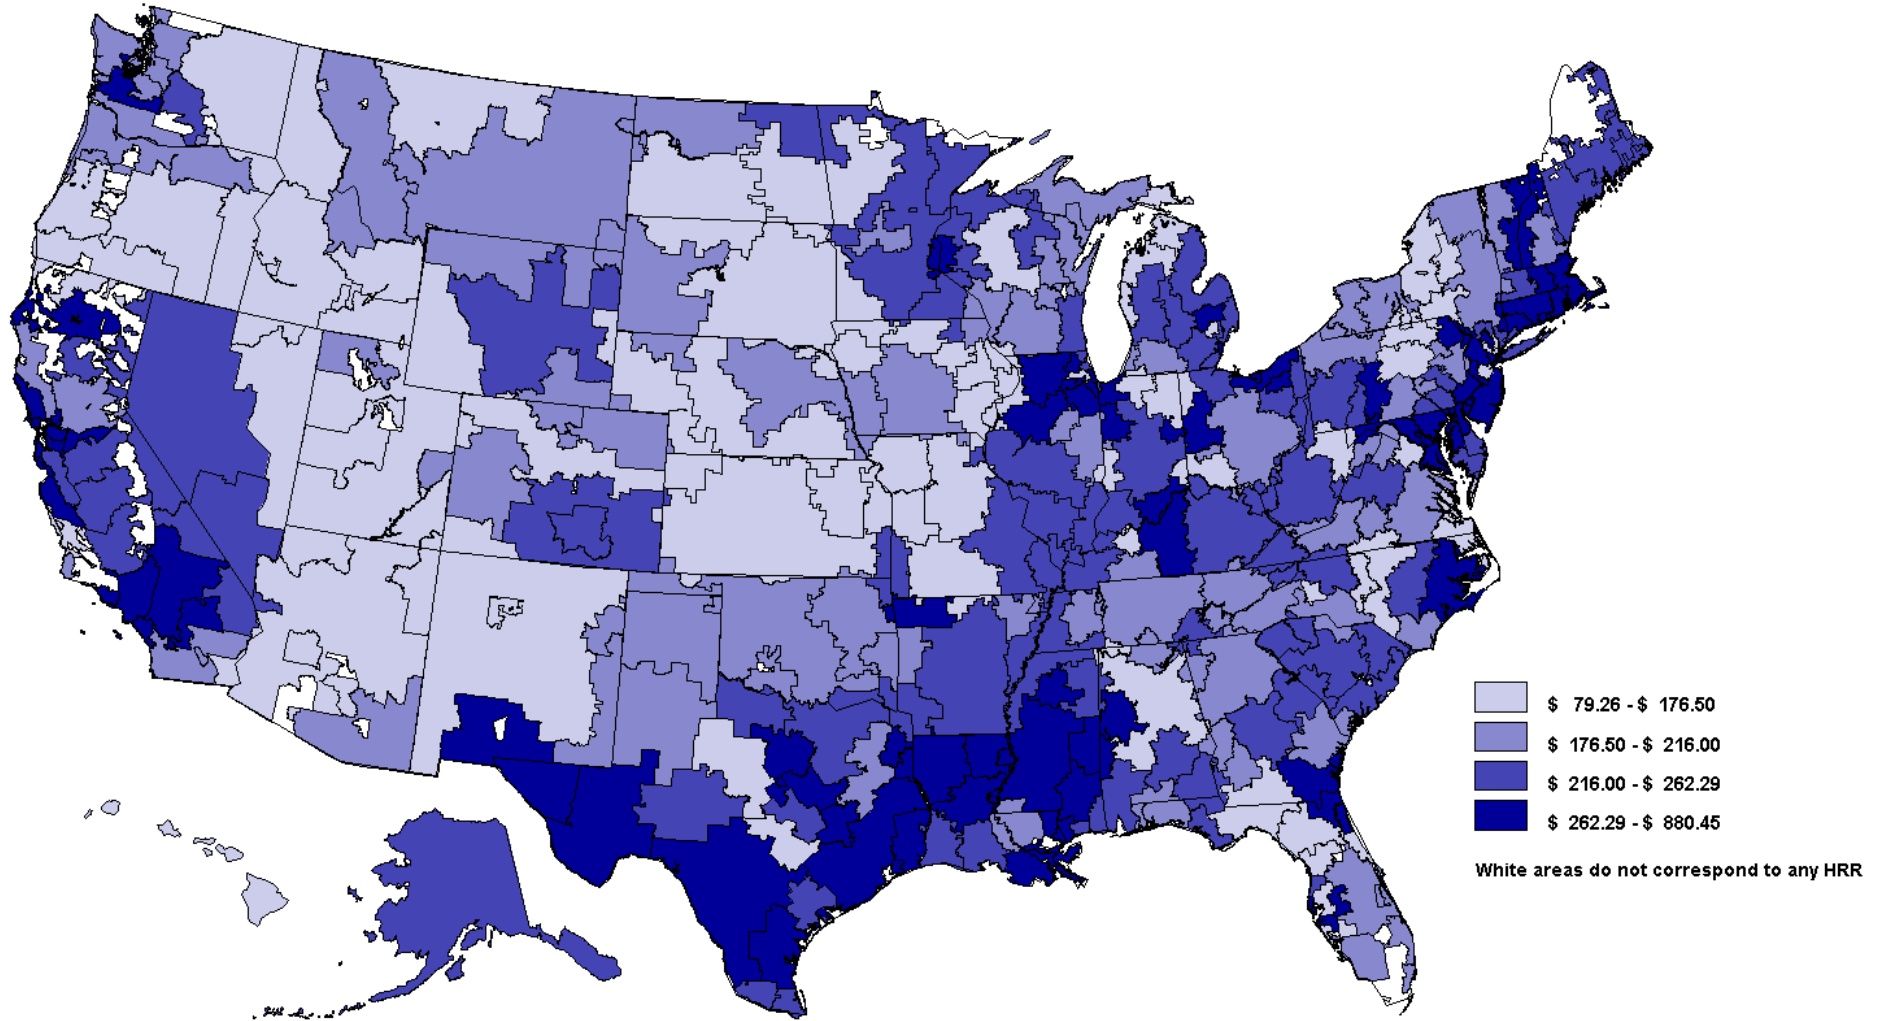 $ 79.26 - $ 176.50
$ 176.50 - $ 216.00
$ 216.00 - $ 262.29
$ 262.29 - $ 880.45
White areas do not correspond to any HRR